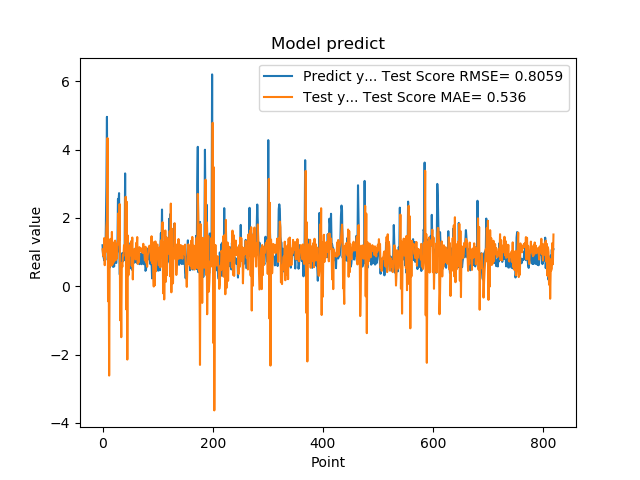 Model predict
Predict y... Test Score RMSE= 0.8059
Test y... Test Score MAE= 0.536
Real value
6
4
2
0
−2
−4
0 200 400 600 800
Point